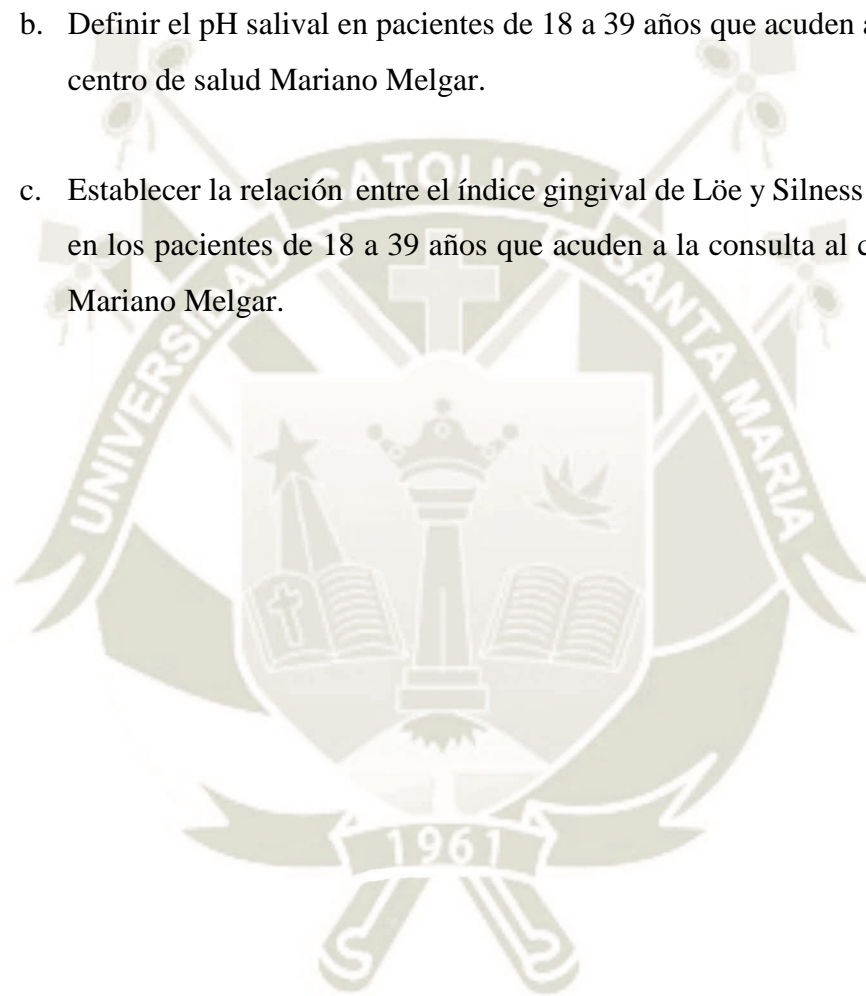 b. Definir el pH salival en pacientes de 18 a 39 años que acuden a
centro de salud Mariano Melgar.
c. Establecer la relación entre el índice gingival de Löe y Silness
en los pacientes de 18 a 39 años que acuden a la consulta al c
Mariano Melgar.
UNIVERSIDAD CATOLICA SANTA MARIA
1961